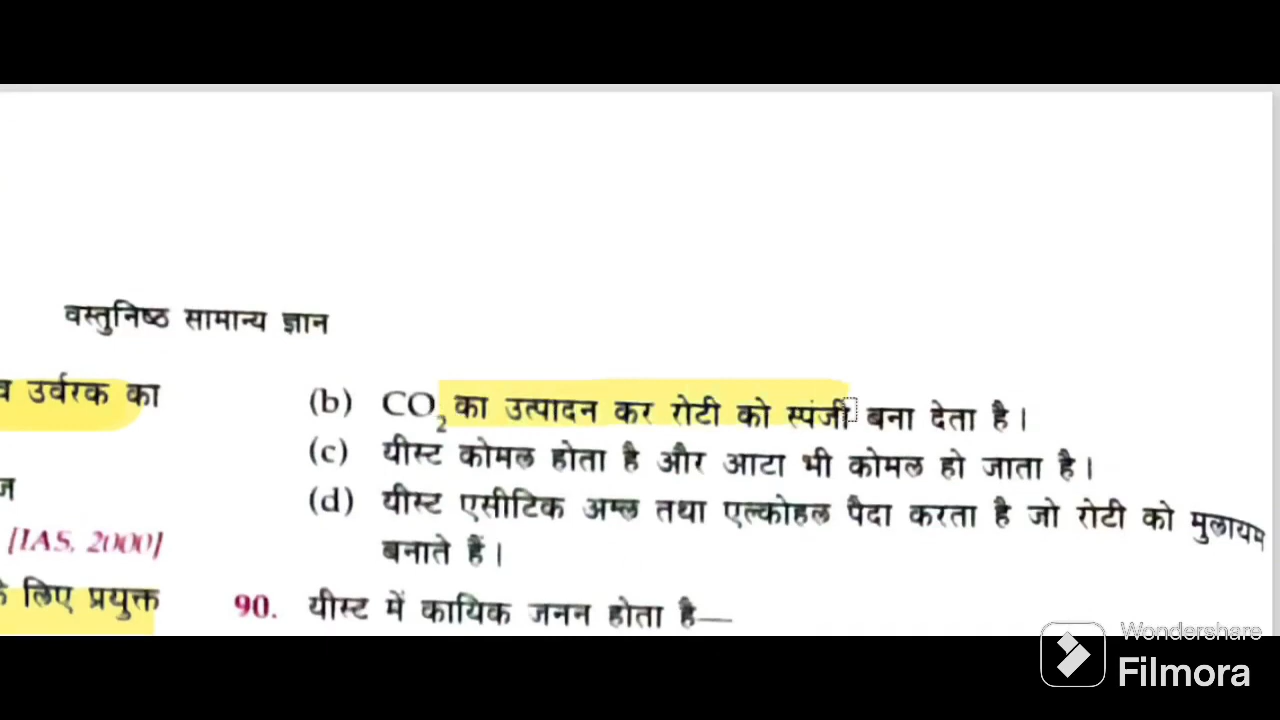 वस्तुनिष्ठ सामान्य ज्ञान
उर्वरक का
[IAS, 2000]
लिए प्रयुक्त
(b) CO₂ का उत्पादन कर रोटी को स्पंजी बना देता है।
(c) यीस्ट कोमल होता है और आटा भी कोमल हो जाता है।
(d) यीस्ट एसीटिक अम्ल तथा एल्कोहल पैदा करता है जो रोटी को मुलायम
बनाते हैं।
90. यीस्ट में कायिक जनन होता है—
Wondershare
Filmora